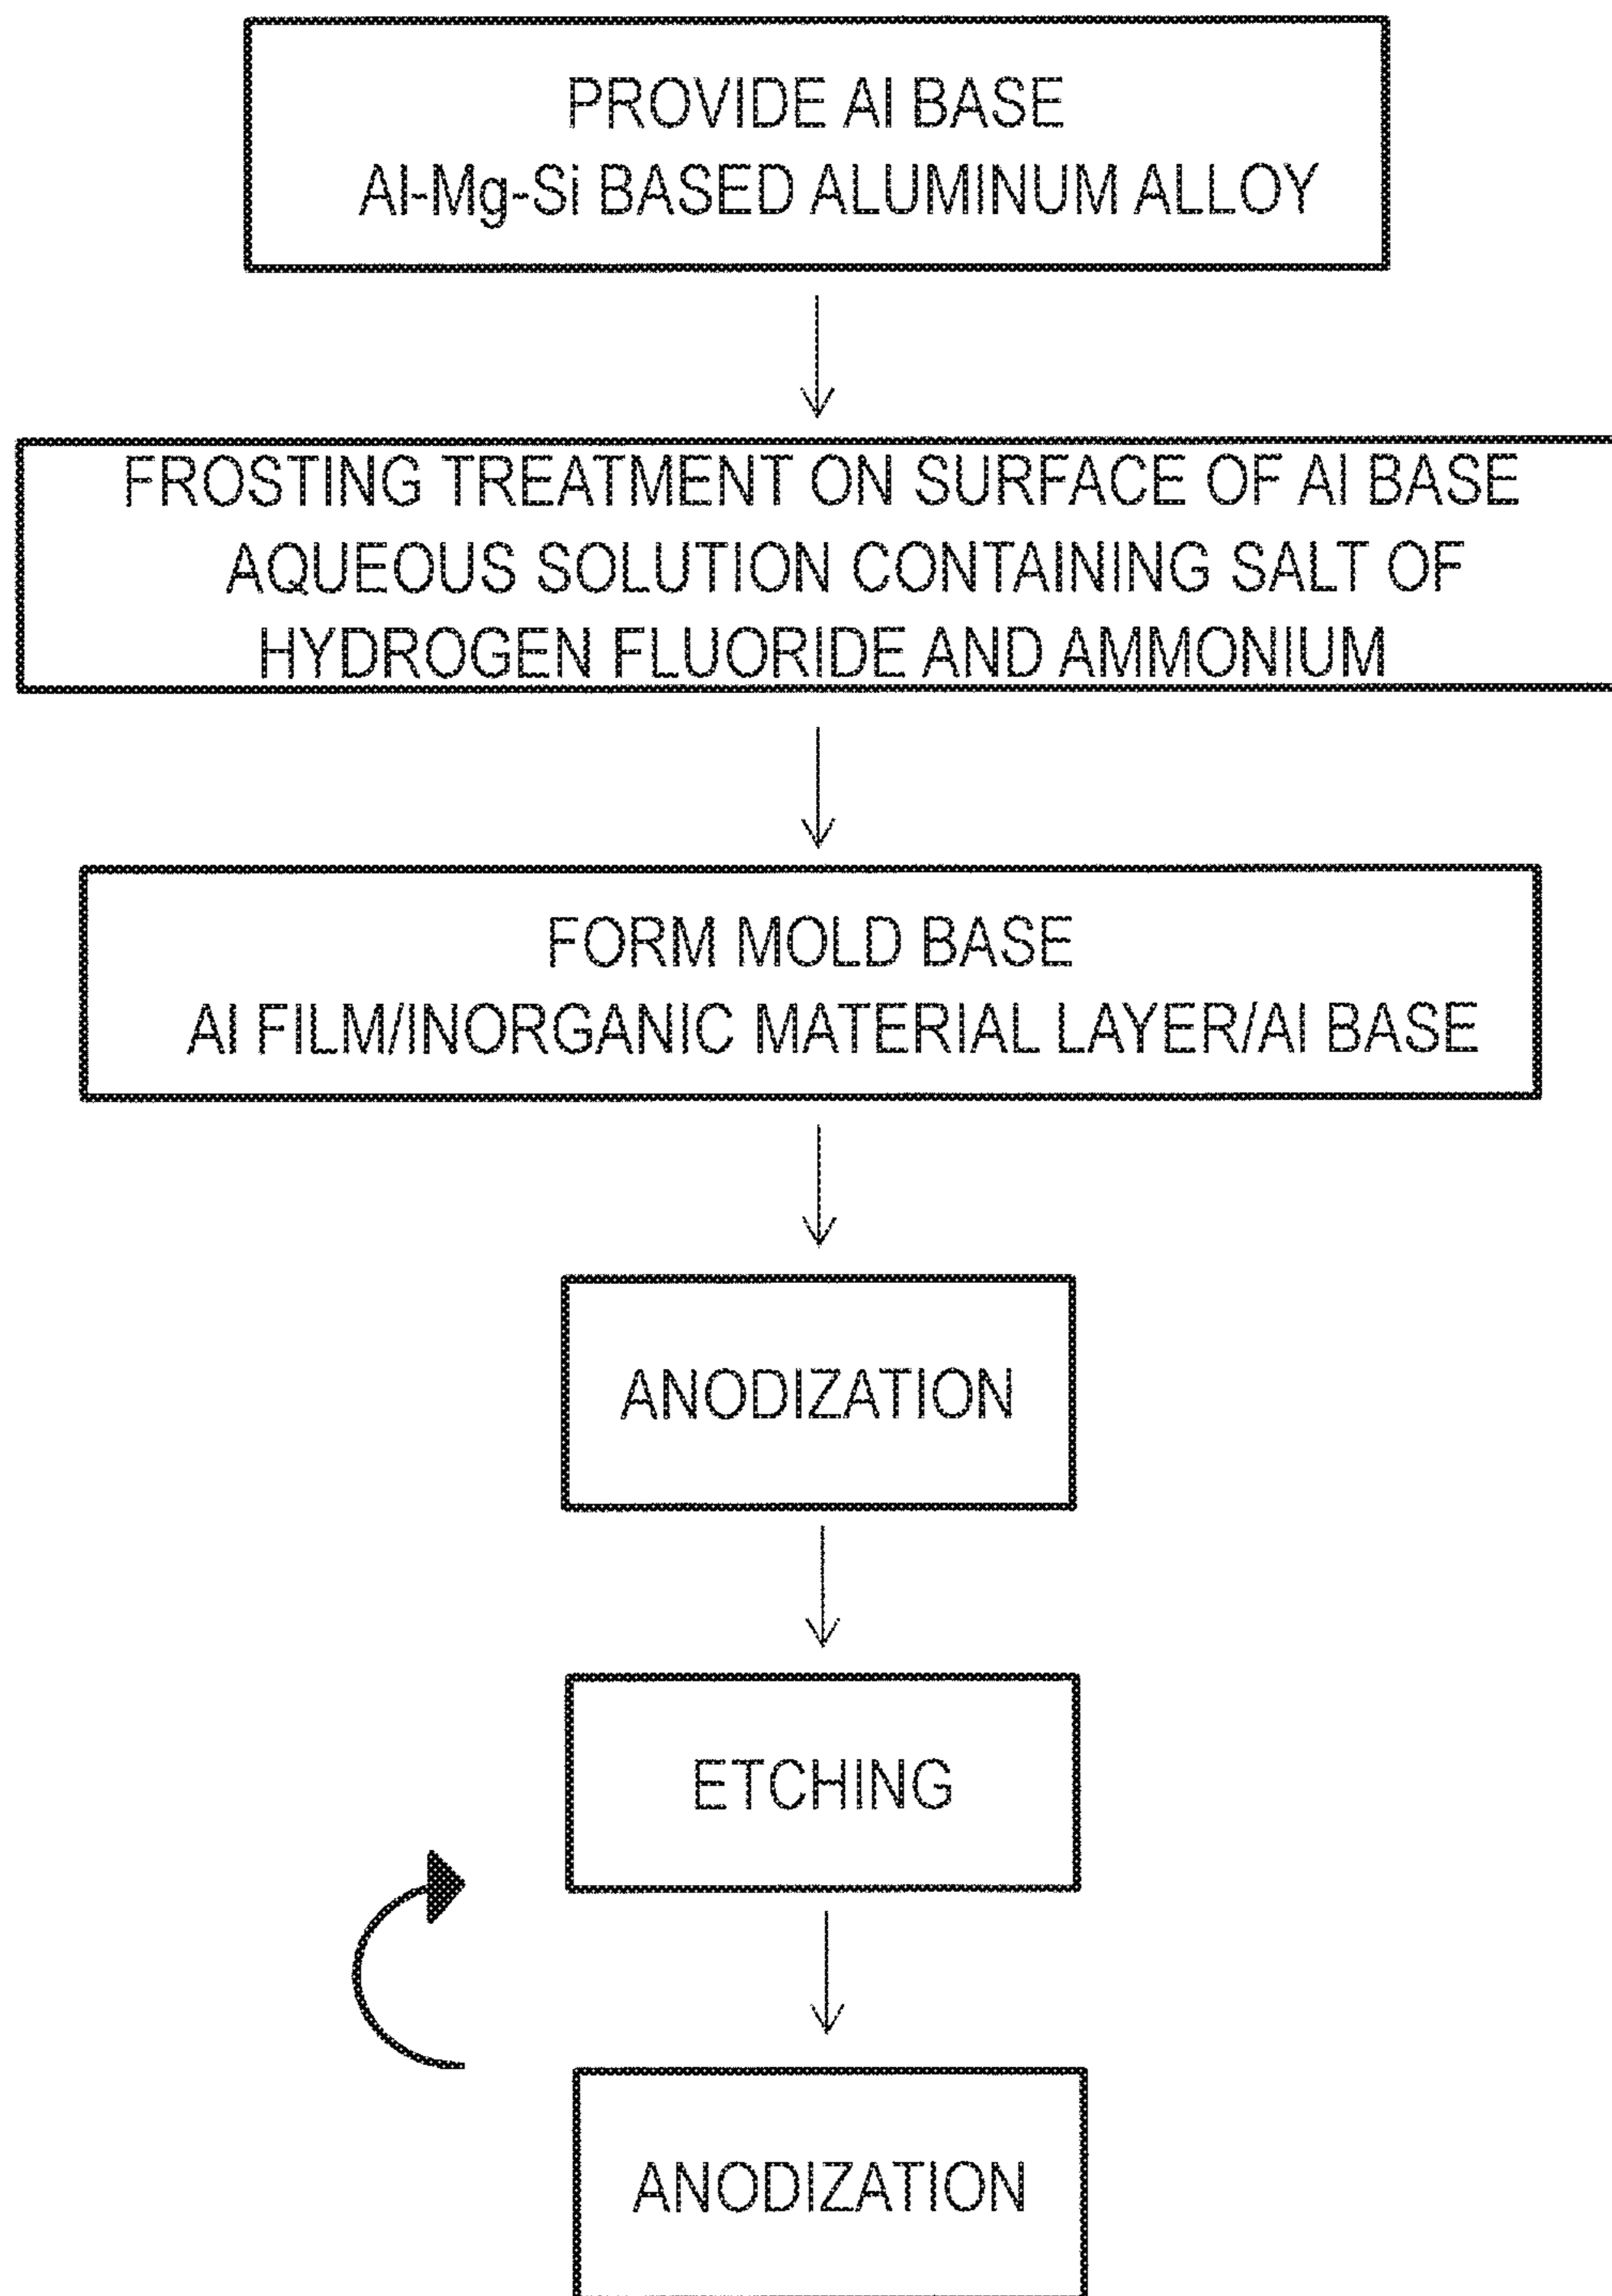 PROVIDE Al BASE
Al-Mg-Si BASED ALUMINUM ALLOY
FROSTING TREATMENT ON SURFACE OF Al BASE
AQUEOUS SOLUTION CONTAINING SALT OF
HYDROGEN FLUORIDE AND AMMONIUM
FORM MOLD BASE
Al FILM/INORGANIC MATERIAL LAYER/Al BASE
ANODIZATION
ETCHING
ANODIZATION